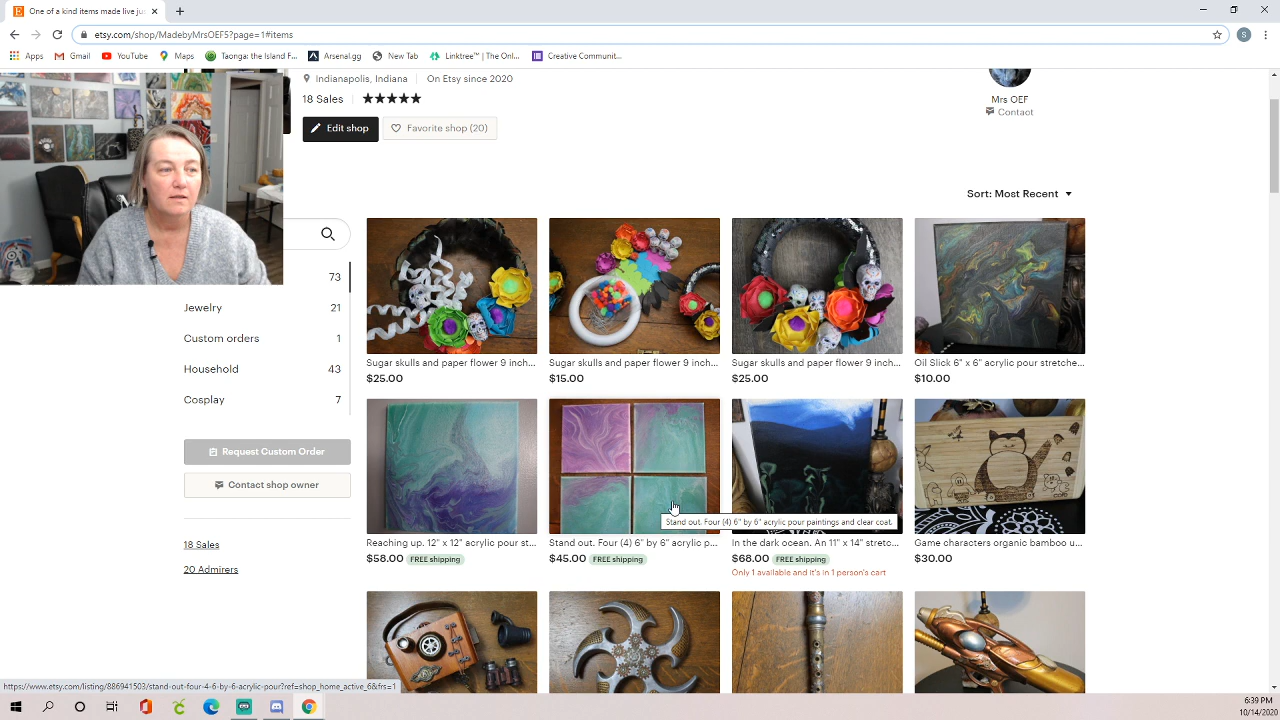 One of a kind items made live ju
etsy.com/shop/MadebyMrsOEFS?page=1#items
Apps Gmail YouTube Maps Taonga: the Island F... Arsenal.gg New Tab Linktree™ | The Onl... Creative Communit...
Indianapolis, Indiana On Etsy since 2020
18 Sales
Edit shop Favorite shop (20)
Mrs OEF
Contact
Sort: Most Recent
73
Jewelry 21
Custom orders 1
Household 43
Cosplay 7
Request Custom Order
Contact shop owner
18 Sales
20 Admirers
Sugar skulls and paper flower 9 inch...
$25.00
Sugar skulls and paper flower 9 inch...
$15.00
Sugar skulls and paper flower 9 inch...
$25.00
Oil Slick 6" x 6" acrylic pour stretche...
$10.00
Reaching up. 12" x 12" acrylic pour st...
$58.00 FREE shipping
Stand out. Four (4) 6" by 6" acrylic pour paintings and clear coat.
Stand out. Four (4) 6" by 6" acrylic p...
$45.00 FREE shipping
In the dark ocean. An 11" x 14" stretc...
$68.00 FREE shipping
Only 1 available and it's in 1 person's cart
Game characters organic bamboo u...
$30.00
https://www.etsy.com/listing/886941503/stand-out-four-4-6-by-6-acrylic-pour?ref=shop_home_active_6&frs=1
6:39 PM
10/14/2020